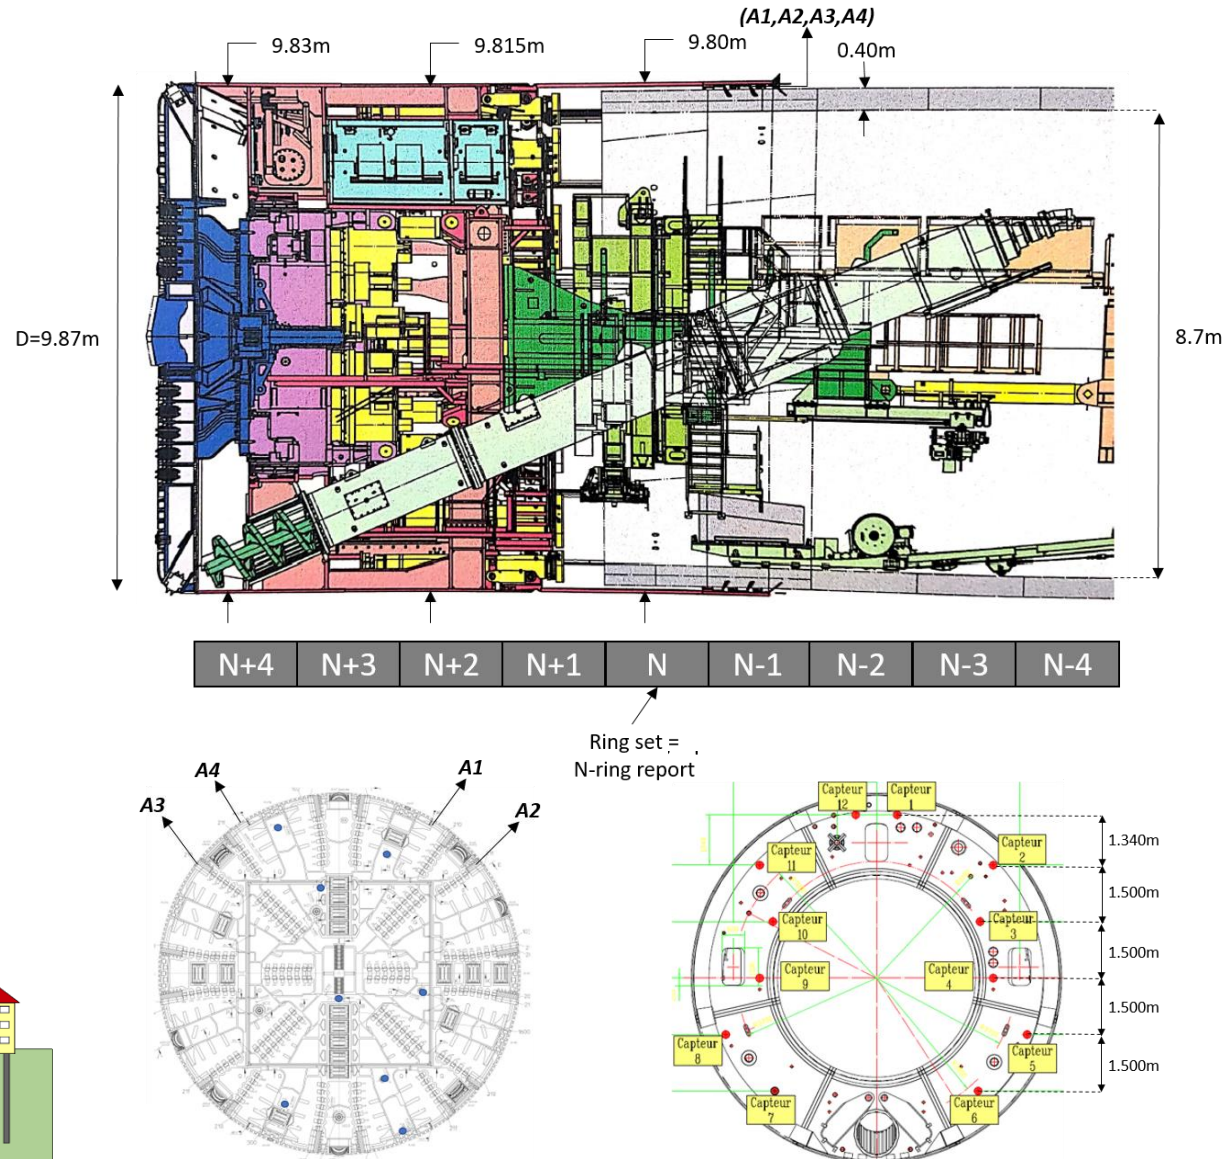 (A1,A2,A3,A4)
9.83m
9.815m
9.80m
0.40m
D=9.87m
8.7m
N+4 N+3 N+2 N+1 N N-1 N-2 N-3 N-4
Ring set =
N-ring report
A4
A1
A3
A2
Capteur
12
Capteur
1
1.340m
Capteur
11
Capteur
2
1.500m
Capteur
10
Capteur
3
1.500m
Capteur
9
Capteur
4
1.500m
Capteur
8
Capteur
5
1.500m
Capteur
7
Capteur
6